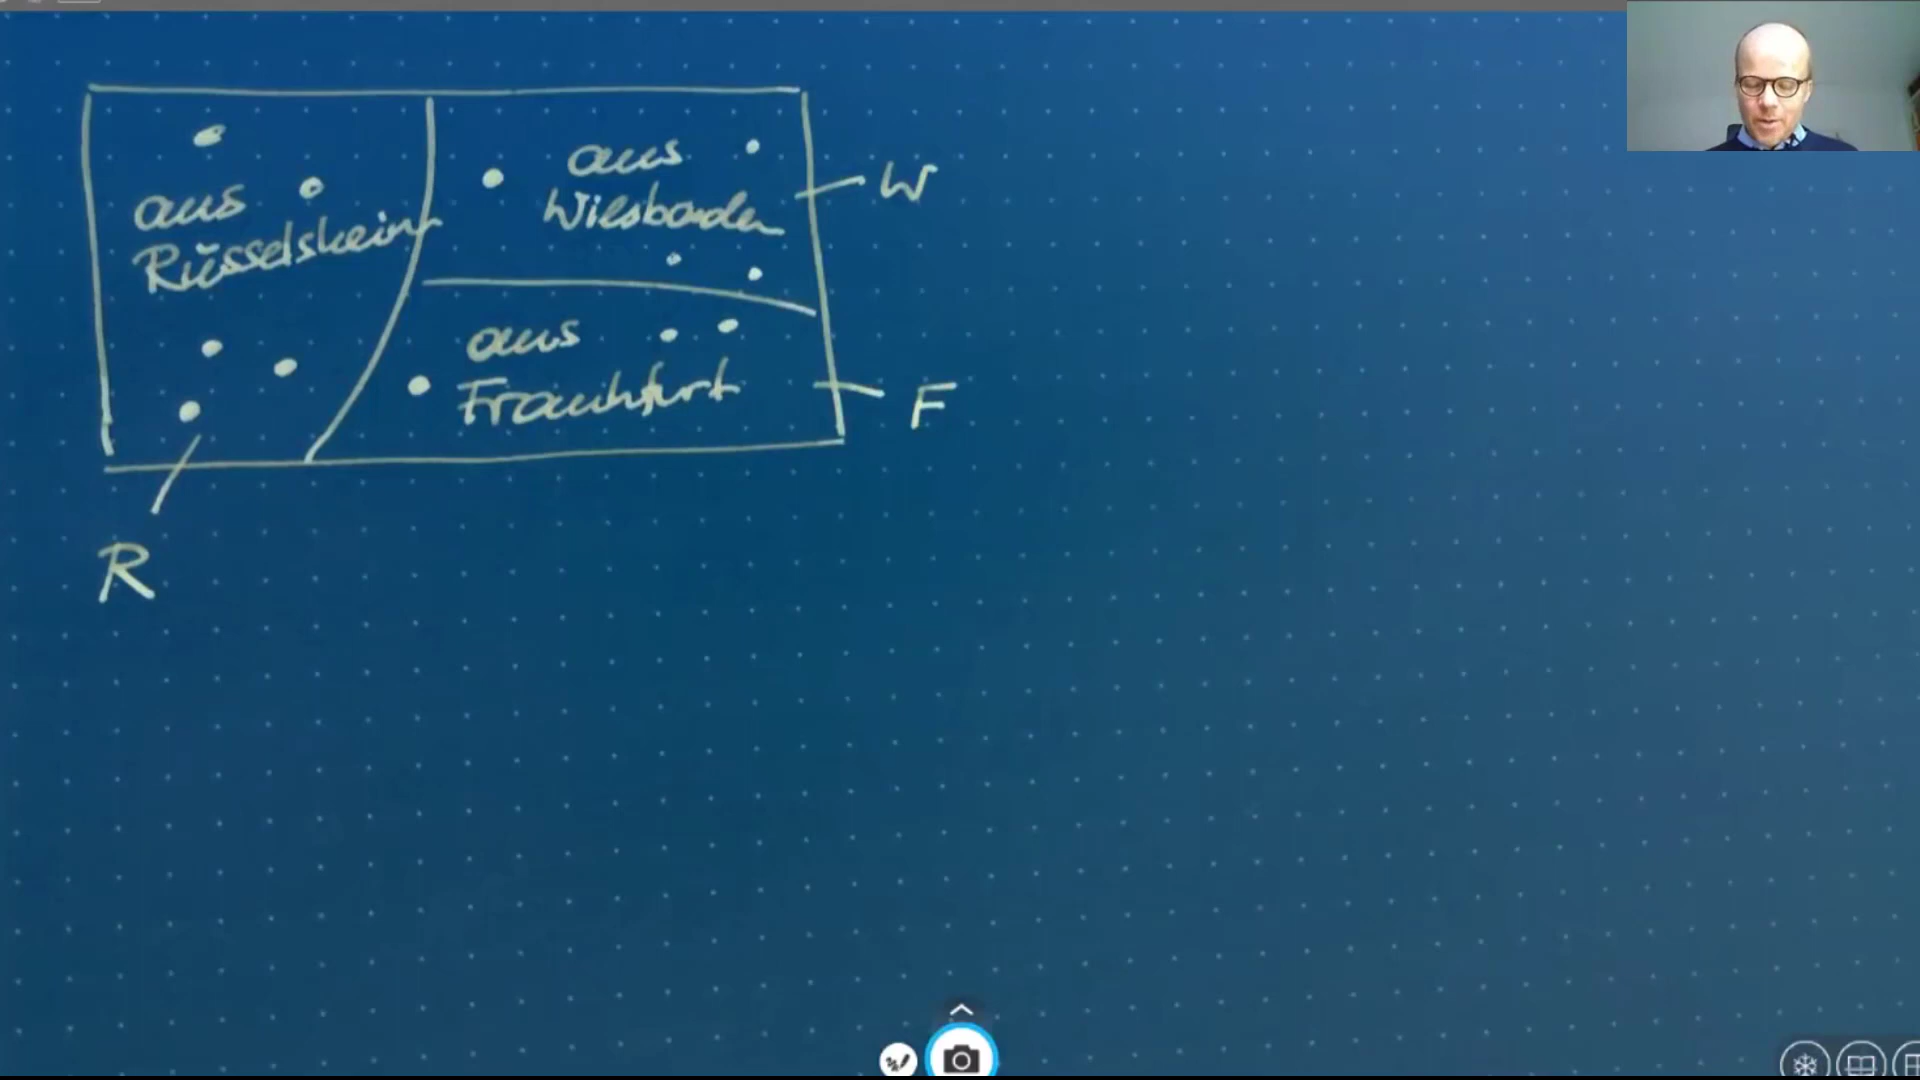 aus
Rüsselsheim
aus
Wiesbaden
W
aus
Frankfurt
F
R